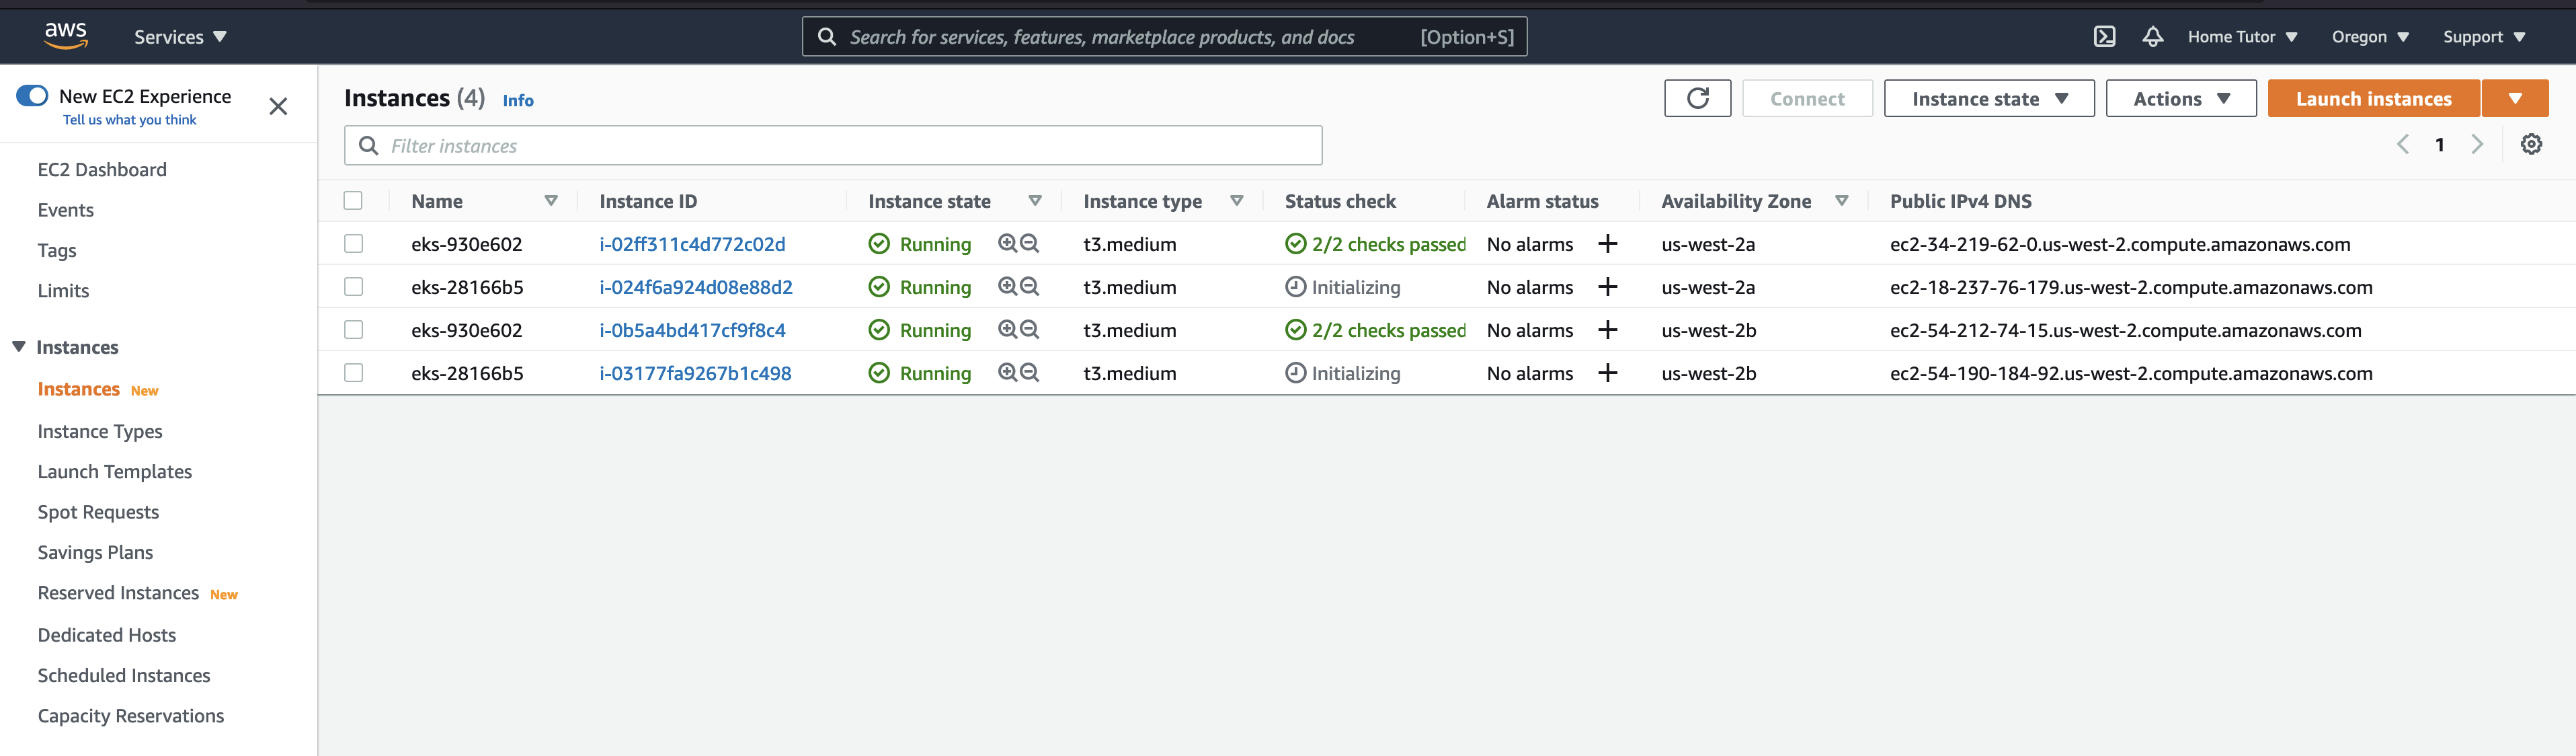 aws
Services
Search for services, features, marketplace products, and docs [Option+S]
Home Tutor
Oregon
Support
New EC2 Experience
Tell us what you think
EC2 Dashboard
Events
Tags
Limits
Instances
Instances New
Instance Types
Launch Templates
Spot Requests
Savings Plans
Reserved Instances New
Dedicated Hosts
Scheduled Instances
Capacity Reservations
Instances (4) Info
Connect
Instance state
Actions
Launch instances
Filter instances
1
Name Instance ID Instance state Instance type Status check Alarm status Availability Zone Public IPv4 DNS
eks-930e602 i-02ff311c4d772c02d Running t3.medium 2/2 checks passed No alarms + us-west-2a ec2-34-219-62-0.us-west-2.compute.amazonaws.com
eks-28166b5 i-024f6a924d08e88d2 Running t3.medium Initializing No alarms + us-west-2a ec2-18-237-76-179.us-west-2.compute.amazonaws.com
eks-930e602 i-0b5a4bd417cf9f8c4 Running t3.medium 2/2 checks passed No alarms + us-west-2b ec2-54-212-74-15.us-west-2.compute.amazonaws.com
eks-28166b5 i-03177fa9267b1c498 Running t3.medium Initializing No alarms + us-west-2b ec2-54-190-184-92.us-west-2.compute.amazonaws.com